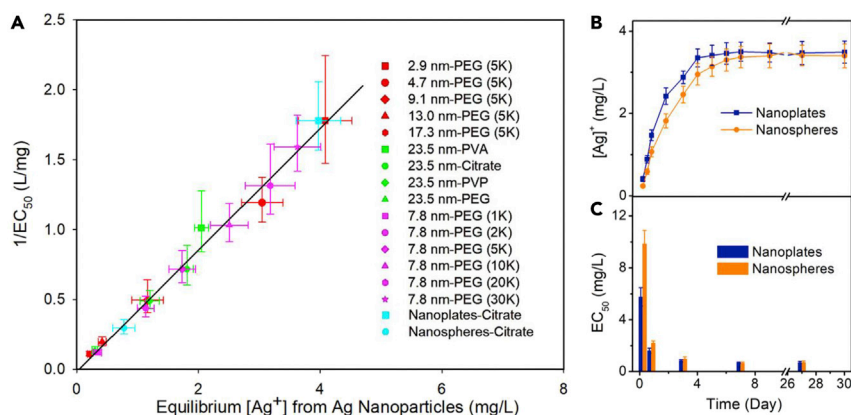 A
1/EC50 (L/mg)
1.5
1.2
0.9
0.6
0.3
0.0
0 2 4 6 8
Equilibrium [Ag+] from Ag Nanoparticles (mg/L)
2.9 nm-PEG (5K)
4.7 nm-PEG (5K)
9.1 nm-PEG (5K)
13.0 nm-PEG (5K)
17.3 nm-PEG (5K)
23.5 nm-PVA
23.5 nm-Citrate
23.5 nm-PVP
23.5 nm-PEG
7.8 nm-PEG (1K)
7.8 nm-PEG (2K)
7.8 nm-PEG (5K)
7.8 nm-PEG (10K)
7.8 nm-PEG (20K)
7.8 nm-PEG (30K)
Nanoplates-Citrate
Nanospheres-Citrate
B
[Ag]+ (mg/L)
6
4
2
0
Nanoplates
Nanospheres
C
EC50 (mg/L)
12
9
6
3
0
Nanoplates
Nanospheres
0 4 8 26 28 30
Time (Day)